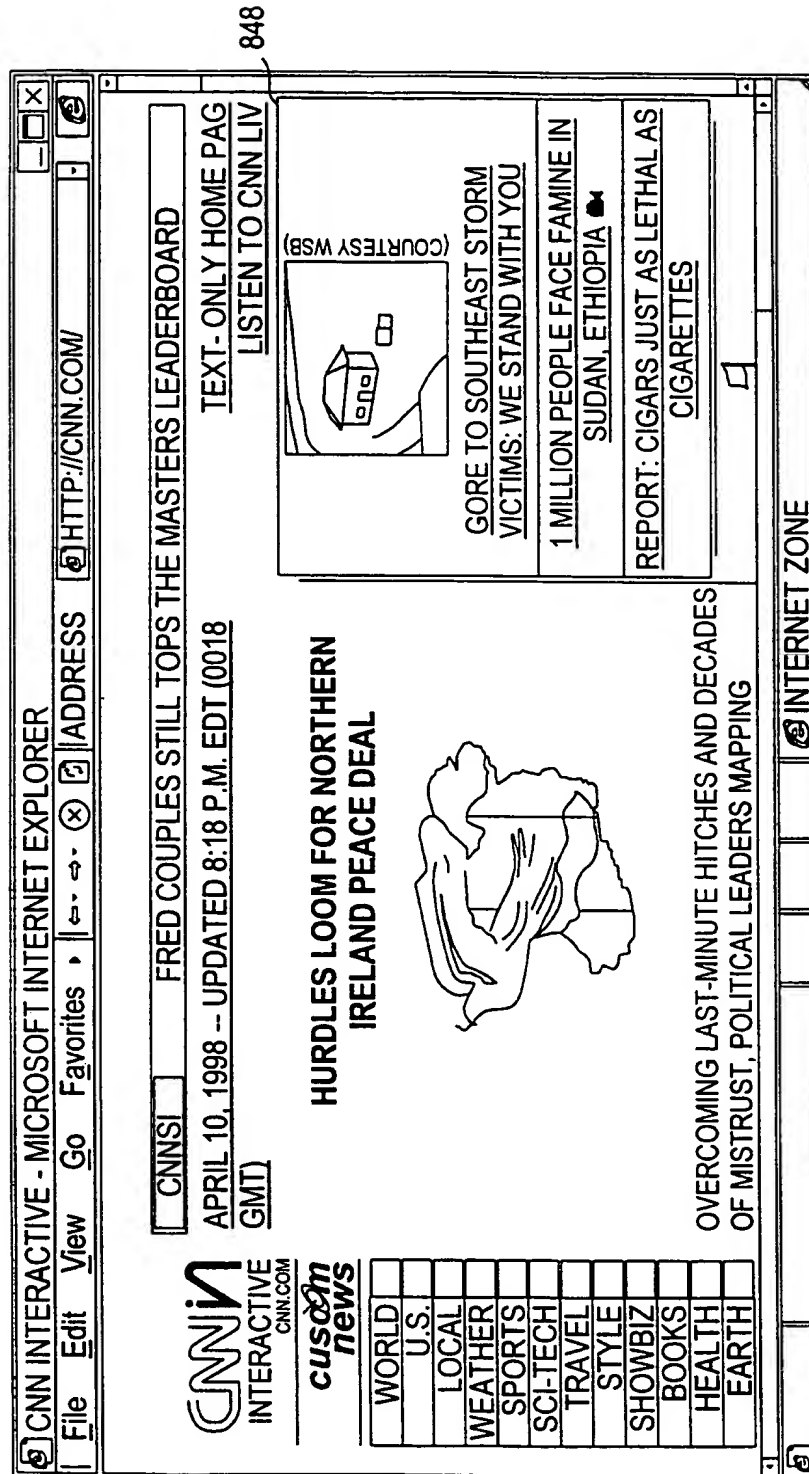 CNN INTERACTIVE - MICROSOFT INTERNET EXPLORER
File Edit View Go Favorites
ADDRESS HTTP://CNN.COM/
CNNSI FRED COUPLES STILL TOPS THE MASTERS LEADERBOARD
APRIL 10, 1998 -- UPDATED 8:18 P.M. EDT (0018
GMT)
TEXT- ONLY HOME PAG
LISTEN TO CNN LIV
848
CNNin
INTERACTIVE
CNN.COM
cusom
news
WORLD
U.S.
LOCAL
WEATHER
SPORTS
SCI-TECH
TRAVEL
STYLE
SHOWBIZ
BOOKS
HEALTH
EARTH
HURDLES LOOM FOR NORTHERN
IRELAND PEACE DEAL
OVERCOMING LAST-MINUTE HITCHES AND DECADES
OF MISTRUST, POLITICAL LEADERS MAPPING
(COURTESY WSB)
GORE TO SOUTHEAST STORM
VICTIMS: WE STAND WITH YOU
1 MILLION PEOPLE FACE FAMINE IN
SUDAN, ETHIOPIA
REPORT: CIGARS JUST AS LETHAL AS
CIGARETTES
INTERNET ZONE